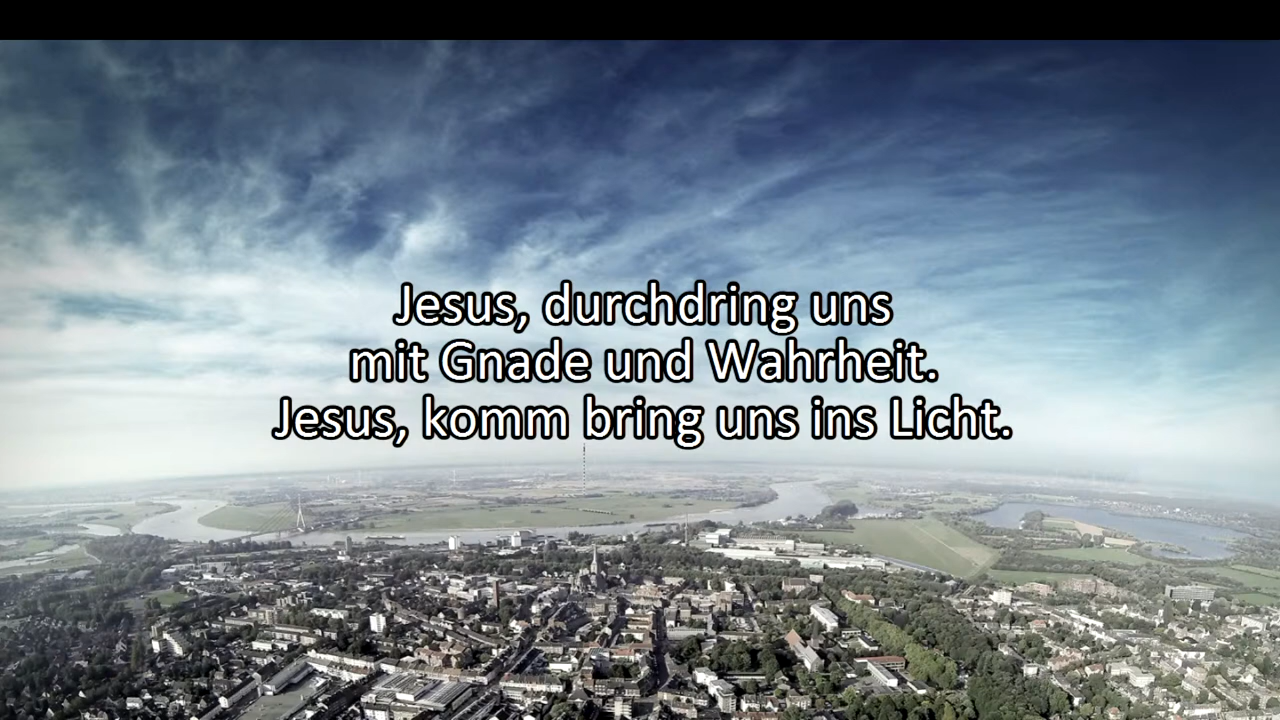 Jesus, durchdring uns
mit Gnade und Wahrheit.
Jesus, komm bring uns ins Licht.